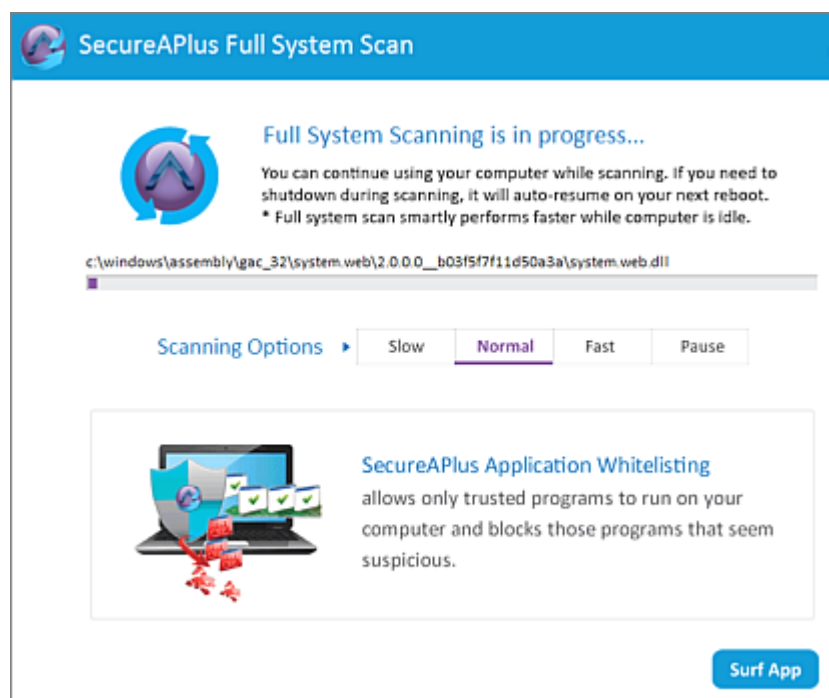 SecureAPlus Full System Scan
Full System Scanning is in progress...
You can continue using your computer while scanning. If you need to
shutdown during scanning, it will auto-resume on your next reboot.
* Full system scan smartly performs faster while computer is idle.
c:\windows\assembly\gac_32\system.web\2.0.0.0__b03f5f7f11d50a3a\system.web.dll
Scanning Options Slow Normal Fast Pause
SecureAPlus Application Whitelisting
allows only trusted programs to run on your
computer and blocks those programs that seem
suspicious.
Surf App